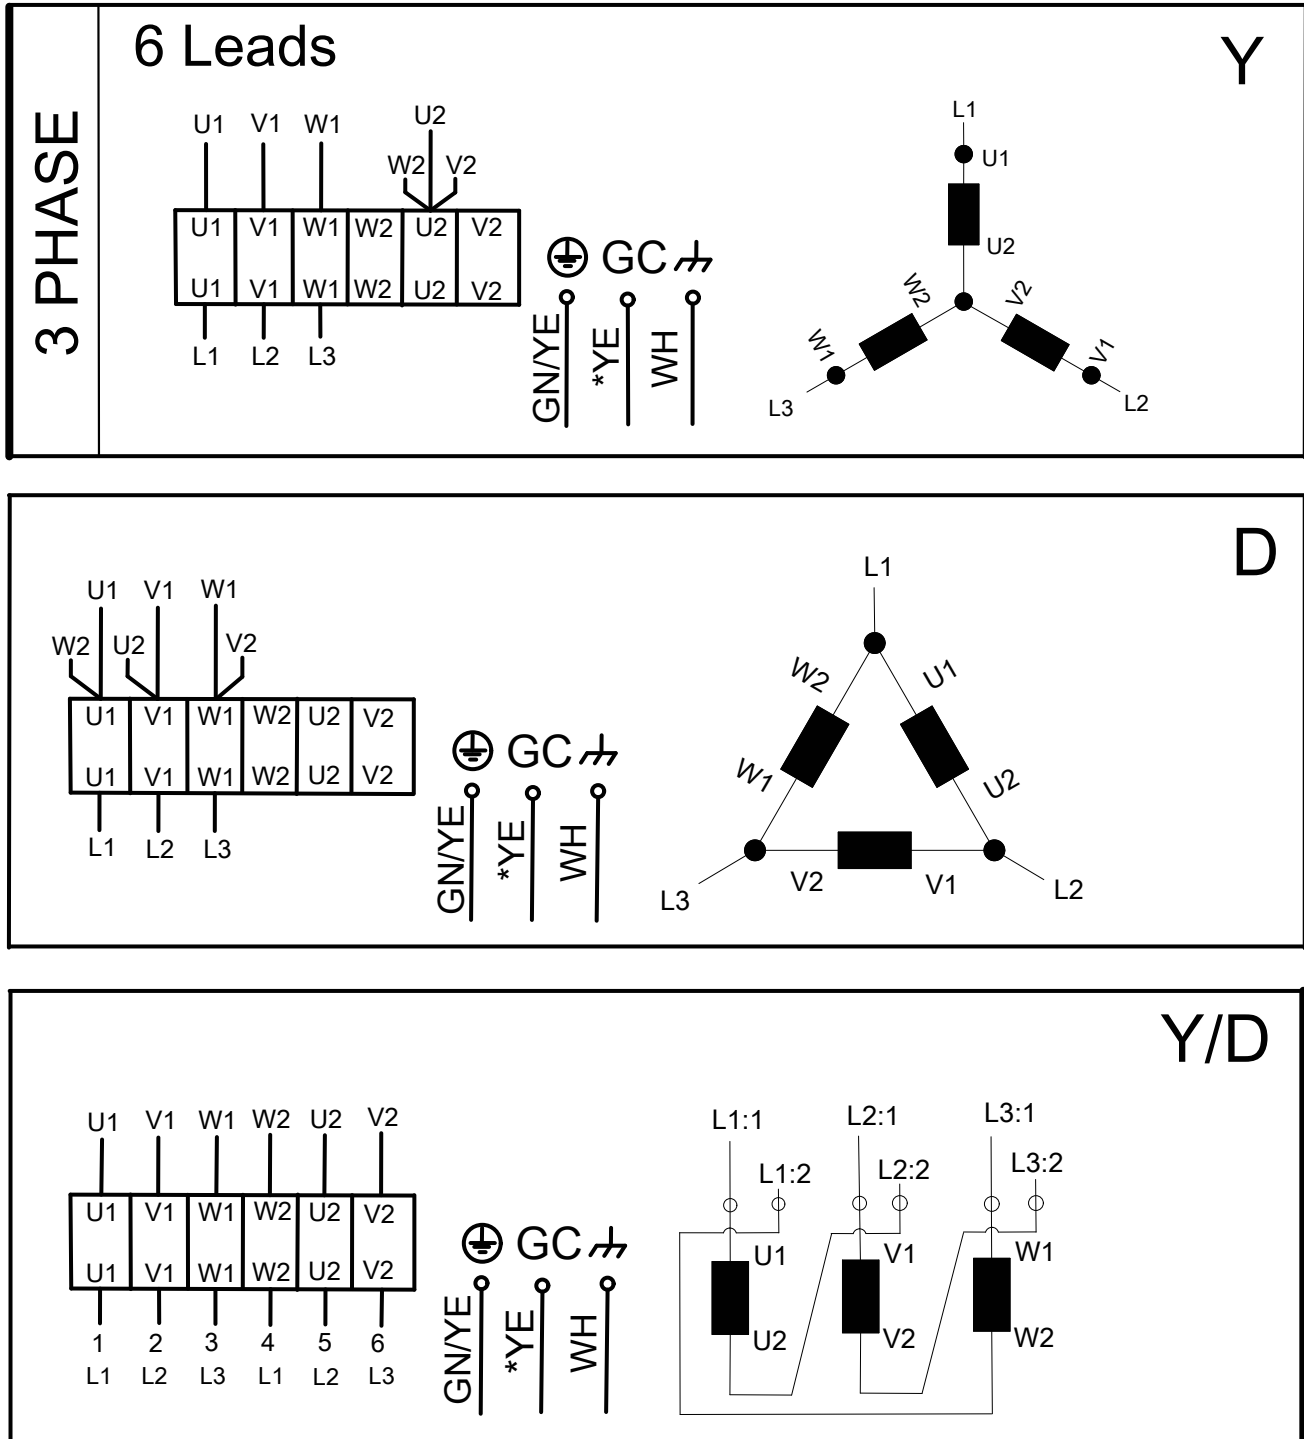 3 PHASE
6 Leads
Y
U1 V1 W1 U2
W2 V2
U1 V1 W1 W2 U2 V2
U1 V1 W1 W2 U2 V2
L1 L2 L3
GC
GN/YE *YE WH
L1
U1
U2
W2 V2
W1 V1
L3 L2
D
U1 V1 W1
W2 U2 V2
U1 V1 W1 W2 U2 V2
U1 V1 W1 W2 U2 V2
L1 L2 L3
GC
GN/YE *YE WH
L1
W2 U1
W1 U2
V2 V1
L3 L2
Y/D
U1 V1 W1 W2 U2 V2
U1 V1 W1 W2 U2 V2
U1 V1 W1 W2 U2 V2
1 2 3 4 5 6
L1 L2 L3 L1 L2 L3
GC
GN/YE *YE WH
L1:1 L2:1 L3:1
L1:2 L2:2 L3:2
U1 V1 W1
U2 V2 W2